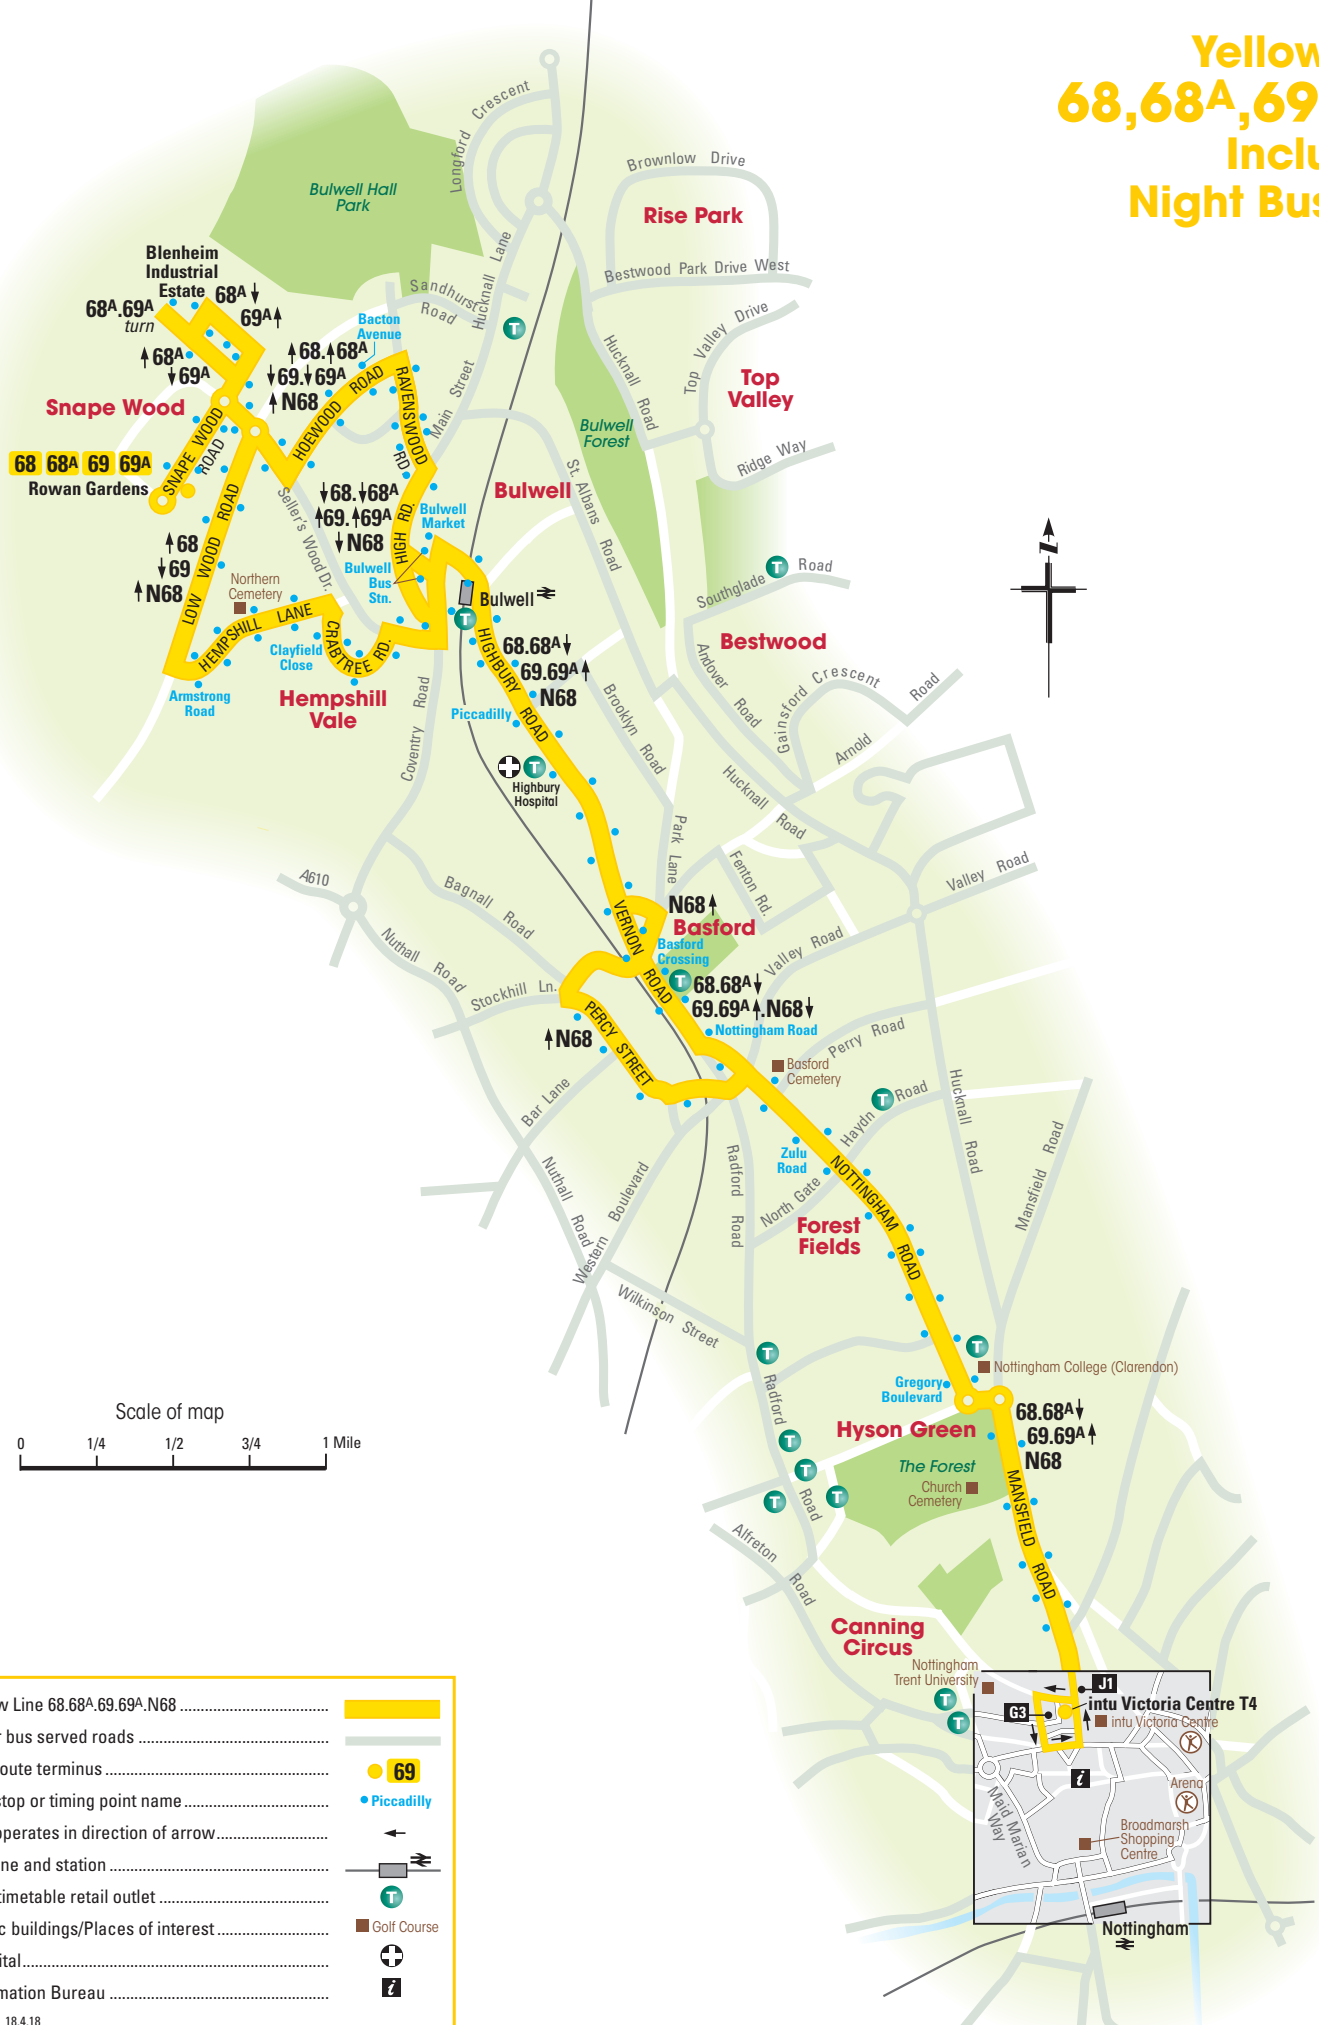 Yellow
68,68A,69
Inclu
Night Bus
Longford Crescent
Bulwell Hall
Park
Brownlow Drive
Rise Park
Bestwood Park Drive West
Hucknall Lane
Sandhurst
Road
Blenheim
Industrial
Estate
68A
69A
68A.69A
turn
68A
69A
Bacton
Avenue
68.68A
69.69A
N68
HOEWOOD ROAD
RAVENSWOOD
RD
Main Street
Hucknall Road
Top Valley Drive
Top
Valley
Ridge Way
Bulwell
Forest
Snape Wood
68 68A 69 69A
Rowan Gardens
SNAPE WOOD
ROAD
Seller's Wood Dr.
68.68A
69.69A
N68
HIGH RD.
Bulwell
Market
Bulwell
Bus
Stn.
Bulwell
St. Albans Road
LOW WOOD ROAD
68
69
N68
Northern
Cemetery
HEMPSHILL LANE
Clayfield
Close
CRABTREE RD.
Armstrong
Road
Hempshill
Vale
Coventry Road
Bulwell
T
Southglade Road
Bestwood
HIGHBURY ROAD
68.68A
69.69A
N68
Piccadilly
Highbury
Hospital
Brooklyn Road
Andover Road
Gainsford Crescent
Arnold Road
Hucknall Road
Park Lane
Fenton Rd.
Valley Road
Valley Road
A610
Bagnall Road
Nuthall Road
Stockhill Ln.
VERNON
ROAD
N68
Basford
Basford
Crossing
68.68A
69.69A.N68
Nottingham Road
PERCY STREET
N68
Perry Road
Basford
Cemetery
Bar Lane
Haydn Road
Hucknall Road
Mansfield Road
Zulu
Road
Nuthall Road
Western Boulevard
Radford Road
North Gate
NOTTINGHAM
ROAD
Forest
Fields
Wilkinson Street
Nottingham College (Clarendon)
Gregory
Boulevard
Radford
Road
Hyson Green
68.68A
69.69A
N68
The Forest
Church
Cemetery
MANSFIELD
ROAD
Alfreton
Road
Canning
Circus
Nottingham
Trent University
J1
G3
intu Victoria Centre T4
intu Victoria Centre
i
Arena
Maid Marian
Way
Broadmarsh
Shopping
Centre
Nottingham
Scale of map
0 1/4 1/2 3/4 1 Mile
w Line 68.68A.69.69A.N68
r bus served roads
oute terminus 69
stop or timing point name Piccadilly
operates in direction of arrow
ne and station
timetable retail outlet T
c buildings/Places of interest Golf Course
ital
mation Bureau i
18.4.18